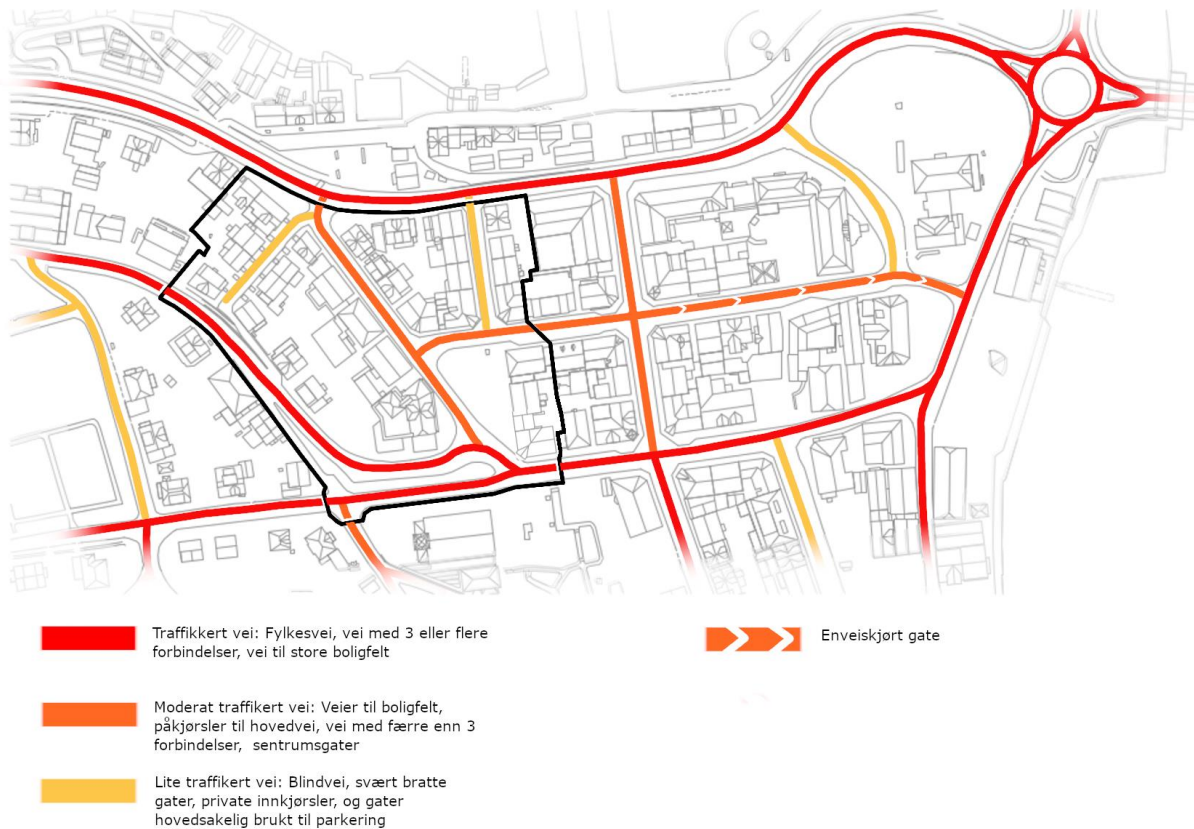 Traffikkert vei: Fylkesvei, vei med 3 eller flere
forbindelser, vei til store boligfelt
Enveiskjørt gate
Moderat traffikert vei: Veier til boligfelt,
påkjørsler til hovedvei, vei med færre enn 3
forbindelser, sentrumsgater
Lite traffikert vei: Blindvei, svært bratte
gater, private innkjørsler, og gater
hovedsakelig brukt til parkering